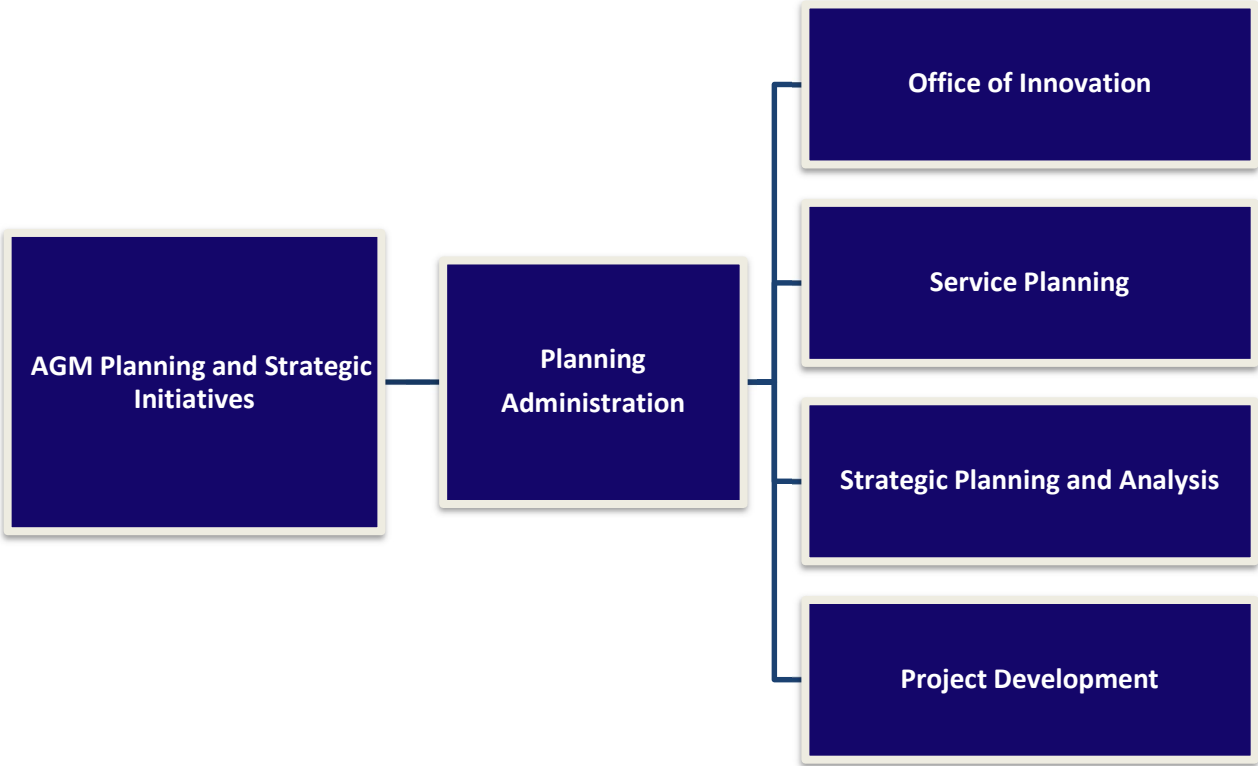 Office of Innovation
Service Planning
AGM Planning and Strategic
Initiatives
Planning
Administration
Strategic Planning and Analysis
Project Development